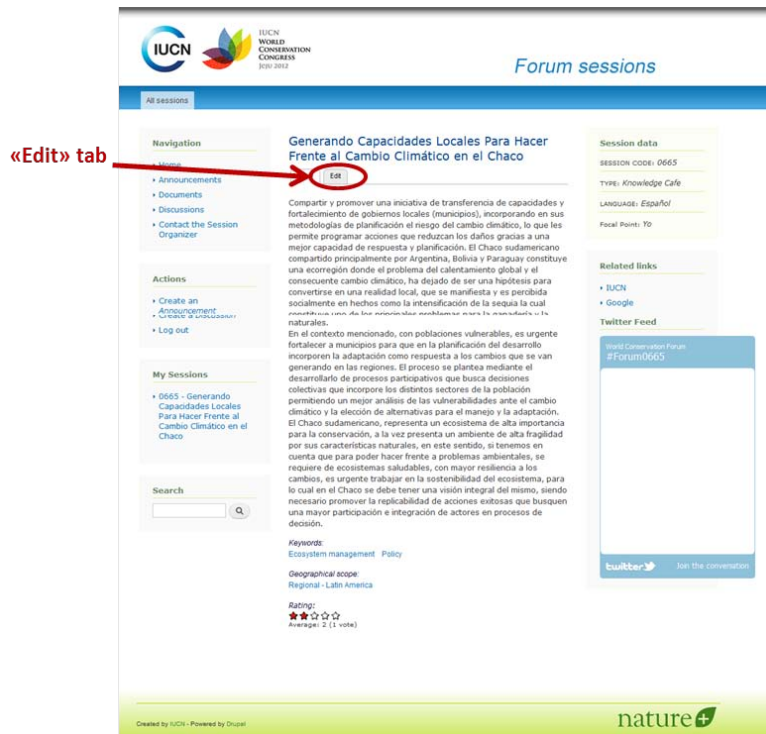 IUCN
IUCN
WORLD
CONSERVATION
CONGRESS
JEJU 2012
Forum sessions
All sessions
«Edit» tab
Navigation
Home
Announcements
Documents
Discussions
Contact the Session
Organizer
Actions
Create an
Announcement
Create a Discussion
Log out
My Sessions
0665 - Generando
Capacidades Locales
Para Hacer Frente al
Cambio Climático en el
Chaco
Search
Generando Capacidades Locales Para Hacer
Frente al Cambio Climático en el Chaco
Edit
Compartir y promover una iniciativa de transferencia de capacidades y
fortalecimiento de gobiernos locales (municipios), incorporando en sus
metodologías de planificación el riesgo del cambio climático, lo que les
permite programar acciones que reduzcan los daños gracias a una
mejor capacidad de respuesta y planificación. El Chaco sudamericano
compartido principalmente por Argentina, Bolivia y Paraguay constituye
una ecorregión donde el problema del calentamiento global y el
consecuente cambio climático, ha dejado de ser una hipótesis para
convertirse en una realidad local, que se manifiesta y es percibida
socialmente en hechos como la intensificación de la sequia la cual
constituye uno de los principales problemas para la ganadería y la
naturales.
En el contexto mencionado, con poblaciones vulnerables, es urgente
fortalecer a municipios para que en la planificación del desarrollo
incorporen la adaptación como respuesta a los cambios que se van
generando en las regiones. El proceso se plantea mediante el
desarrollarlo de procesos participativos que busca decisiones
colectivas que incorpore los distintos sectores de la población
permitiendo un mejor análisis de las vulnerabilidades ante el cambio
climático y la elección de alternativas para el manejo y la adaptación.
El Chaco sudamericano, representa un ecosistema de alta importancia
para la conservación, a la vez presenta un ambiente de alta fragilidad
por sus características naturales, en este sentido, si tenemos en
cuenta que para poder hacer frente a problemas ambientales, se
requiere de ecosistemas saludables, con mayor resiliencia a los
cambios, es urgente trabajar en la sostenibilidad del ecosistema, para
lo cual en el Chaco se debe tener una visión integral del mismo, siendo
necesario promover la replicabilidad de acciones exitosas que busquen
una mayor participación e integración de actores en procesos de
decisión.
Keywords:
Ecosystem management Policy
Geographical scope:
Regional - Latin America
Rating:
Average: 2 (1 vote)
Session data
SESSION CODE: 0665
TYPE: Knowledge Cafe
LANGUAGE: Español
Focal Point: Yo
Related links
IUCN
Google
Twitter Feed
World Conservation Forum
#Forum0665
twitter
Join the conversation
Created by IUCN - Powered by Drupal
nature+